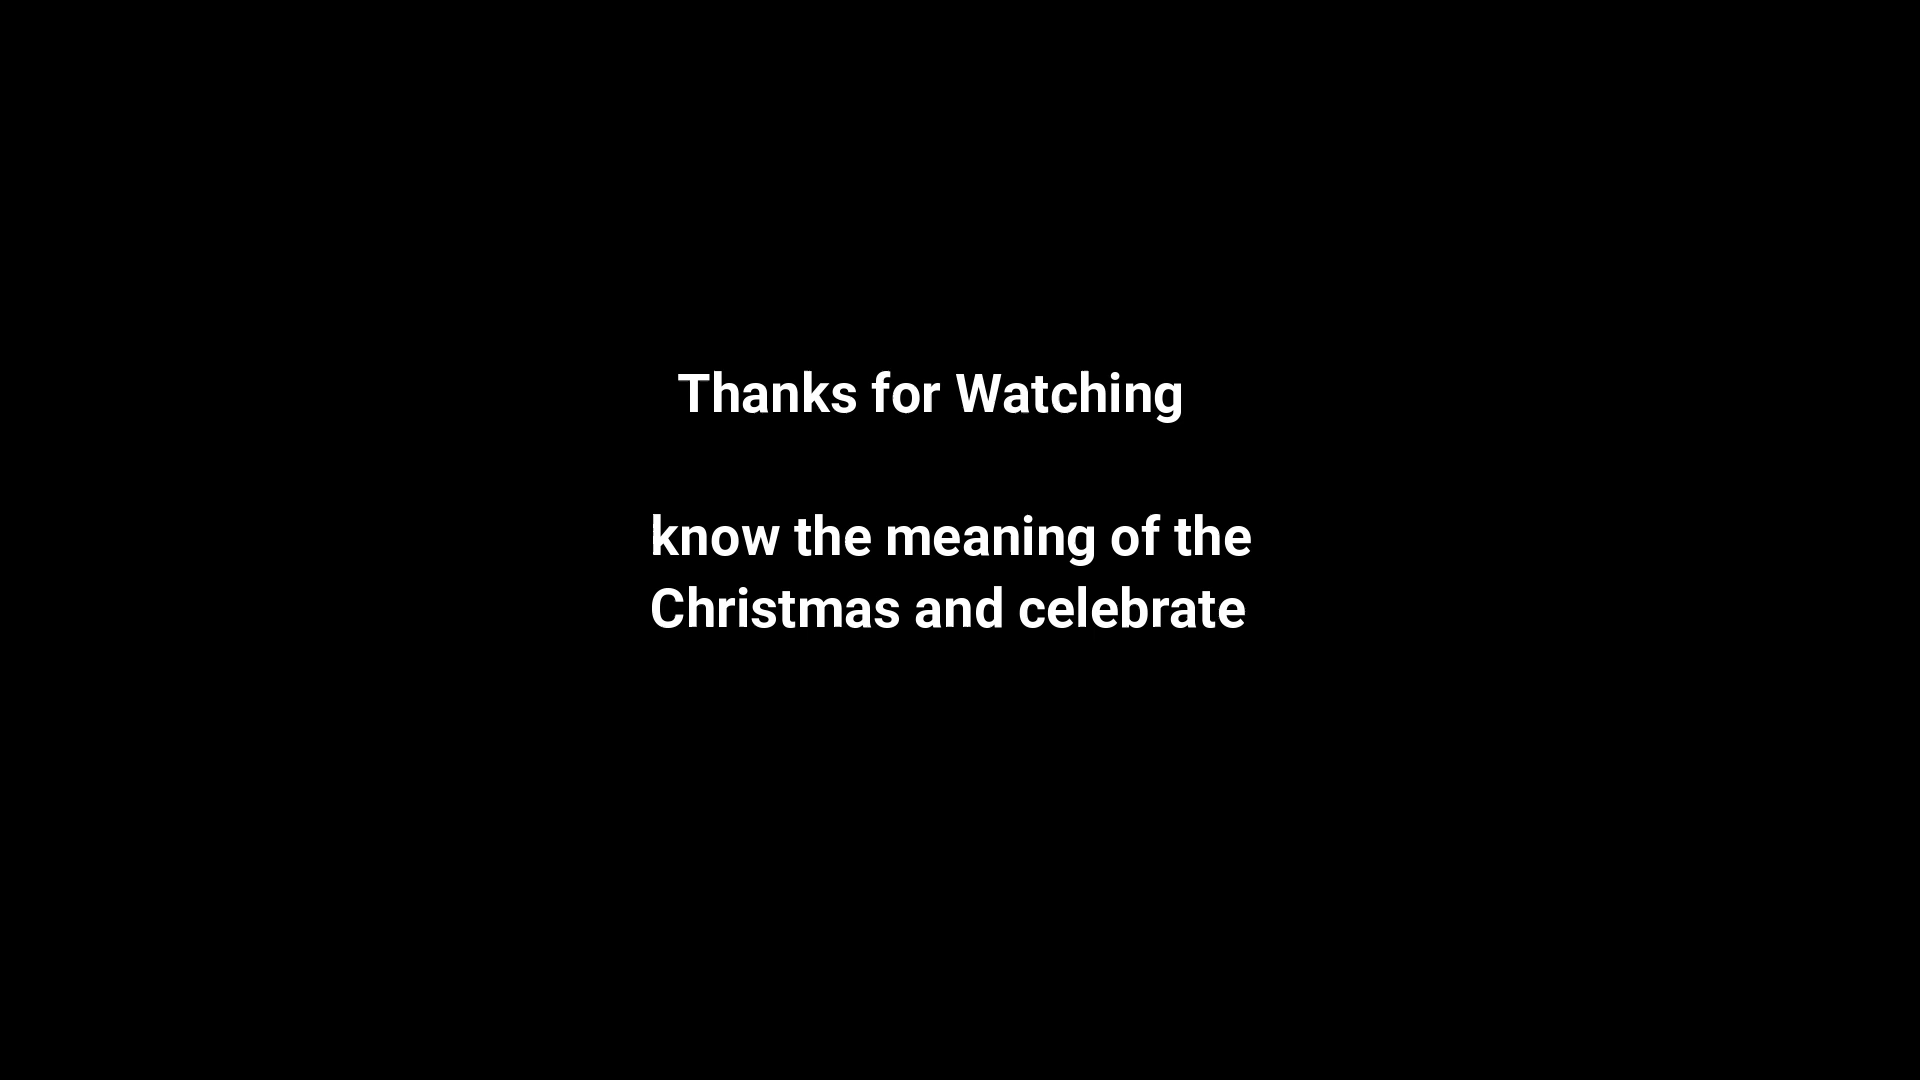 Thanks for Watching
know the meaning of the
Christmas and celebrate